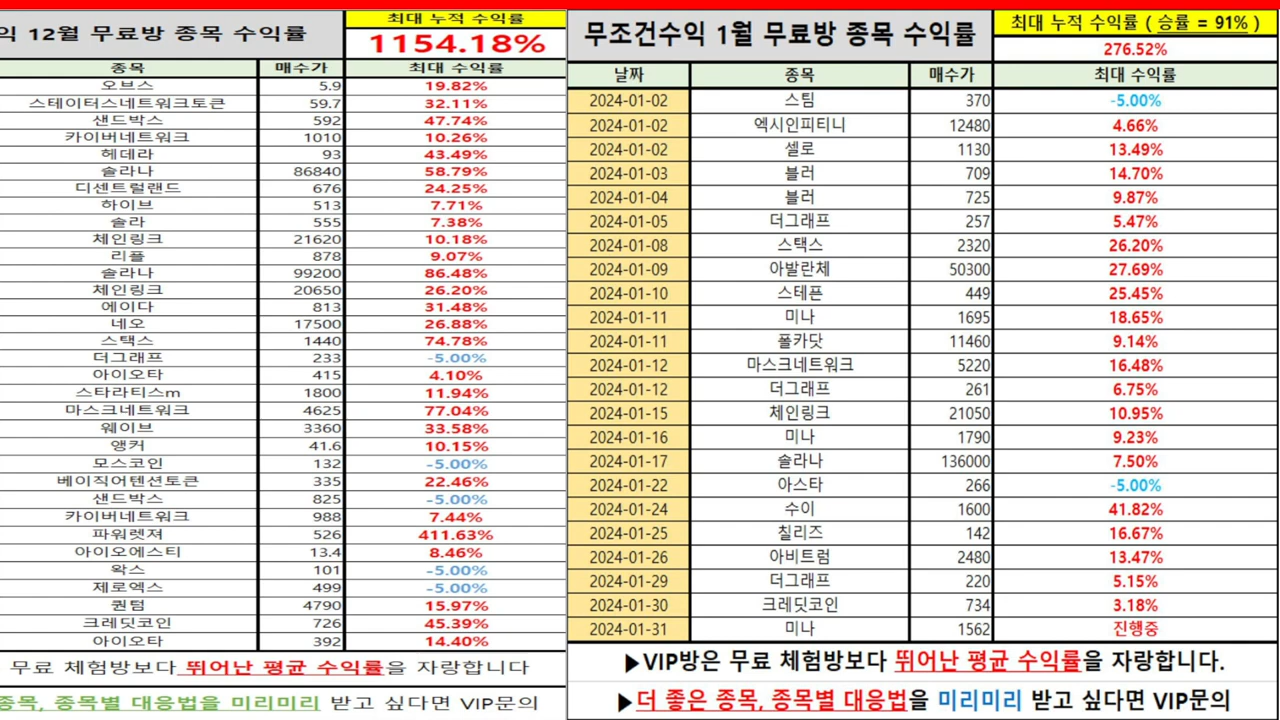 익 12월 무료방 종목 수익률
최대 누적 수익률
1154.18%
종목 매수가 최대 수익률
오브스 5.9 19.82%
스테이터스네트워크토큰 59.7 32.11%
샌드박스 592 47.74%
카이버네트워크 1010 10.26%
헤데라 93 43.49%
솔라나 86840 58.79%
디센트럴랜드 676 24.25%
하이브 513 7.71%
솔라 555 7.38%
체인링크 21620 10.18%
리플 878 9.07%
솔라나 99200 86.48%
체인링크 20650 26.20%
에이다 813 31.48%
네오 17500 26.88%
스택스 1440 74.78%
더그래프 233 -5.00%
아이오타 415 4.10%
스타라티스m 1800 11.94%
마스크네트워크 4625 77.04%
웨이브 3360 33.58%
앵커 41.6 10.15%
모스코인 132 -5.00%
베이직어텐션토큰 335 22.46%
샌드박스 825 -5.00%
카이버네트워크 988 7.44%
파워렛져 526 411.63%
아이오에스티 13.4 8.46%
왁스 101 -5.00%
제로엑스 499 -5.00%
퀀텀 4790 15.97%
크레딧코인 726 45.39%
아이오타 392 14.40%
무료 체험방보다 뛰어난 평균 수익률을 자랑합니다
종목, 종목별 대응법을 미리미리 받고 싶다면 VIP문의
무조건수익 1월 무료방 종목 수익률
최대 누적 수익률 ( 승률 = 91% )
276.52%
날짜 종목 매수가 최대 수익률
2024-01-02 스팀 370 -5.00%
2024-01-02 엑시인피티니 12480 4.66%
2024-01-02 셀로 1130 13.49%
2024-01-03 블러 709 14.70%
2024-01-04 블러 725 9.87%
2024-01-05 더그래프 257 5.47%
2024-01-08 스택스 2320 26.20%
2024-01-09 아발란체 50300 27.69%
2024-01-10 스테픈 449 25.45%
2024-01-11 미나 1695 18.65%
2024-01-11 폴카닷 11460 9.14%
2024-01-12 마스크네트워크 5220 16.48%
2024-01-12 더그래프 261 6.75%
2024-01-15 체인링크 21050 10.95%
2024-01-16 미나 1790 9.23%
2024-01-17 솔라나 136000 7.50%
2024-01-22 아스타 266 -5.00%
2024-01-24 수이 1600 41.82%
2024-01-25 칠리즈 142 16.67%
2024-01-26 아비트럼 2480 13.47%
2024-01-29 더그래프 220 5.15%
2024-01-30 크레딧코인 734 3.18%
2024-01-31 미나 1562 진행중
▶VIP방은 무료 체험방보다 뛰어난 평균 수익률을 자랑합니다.
▶더 좋은 종목, 종목별 대응법을 미리미리 받고 싶다면 VIP문의